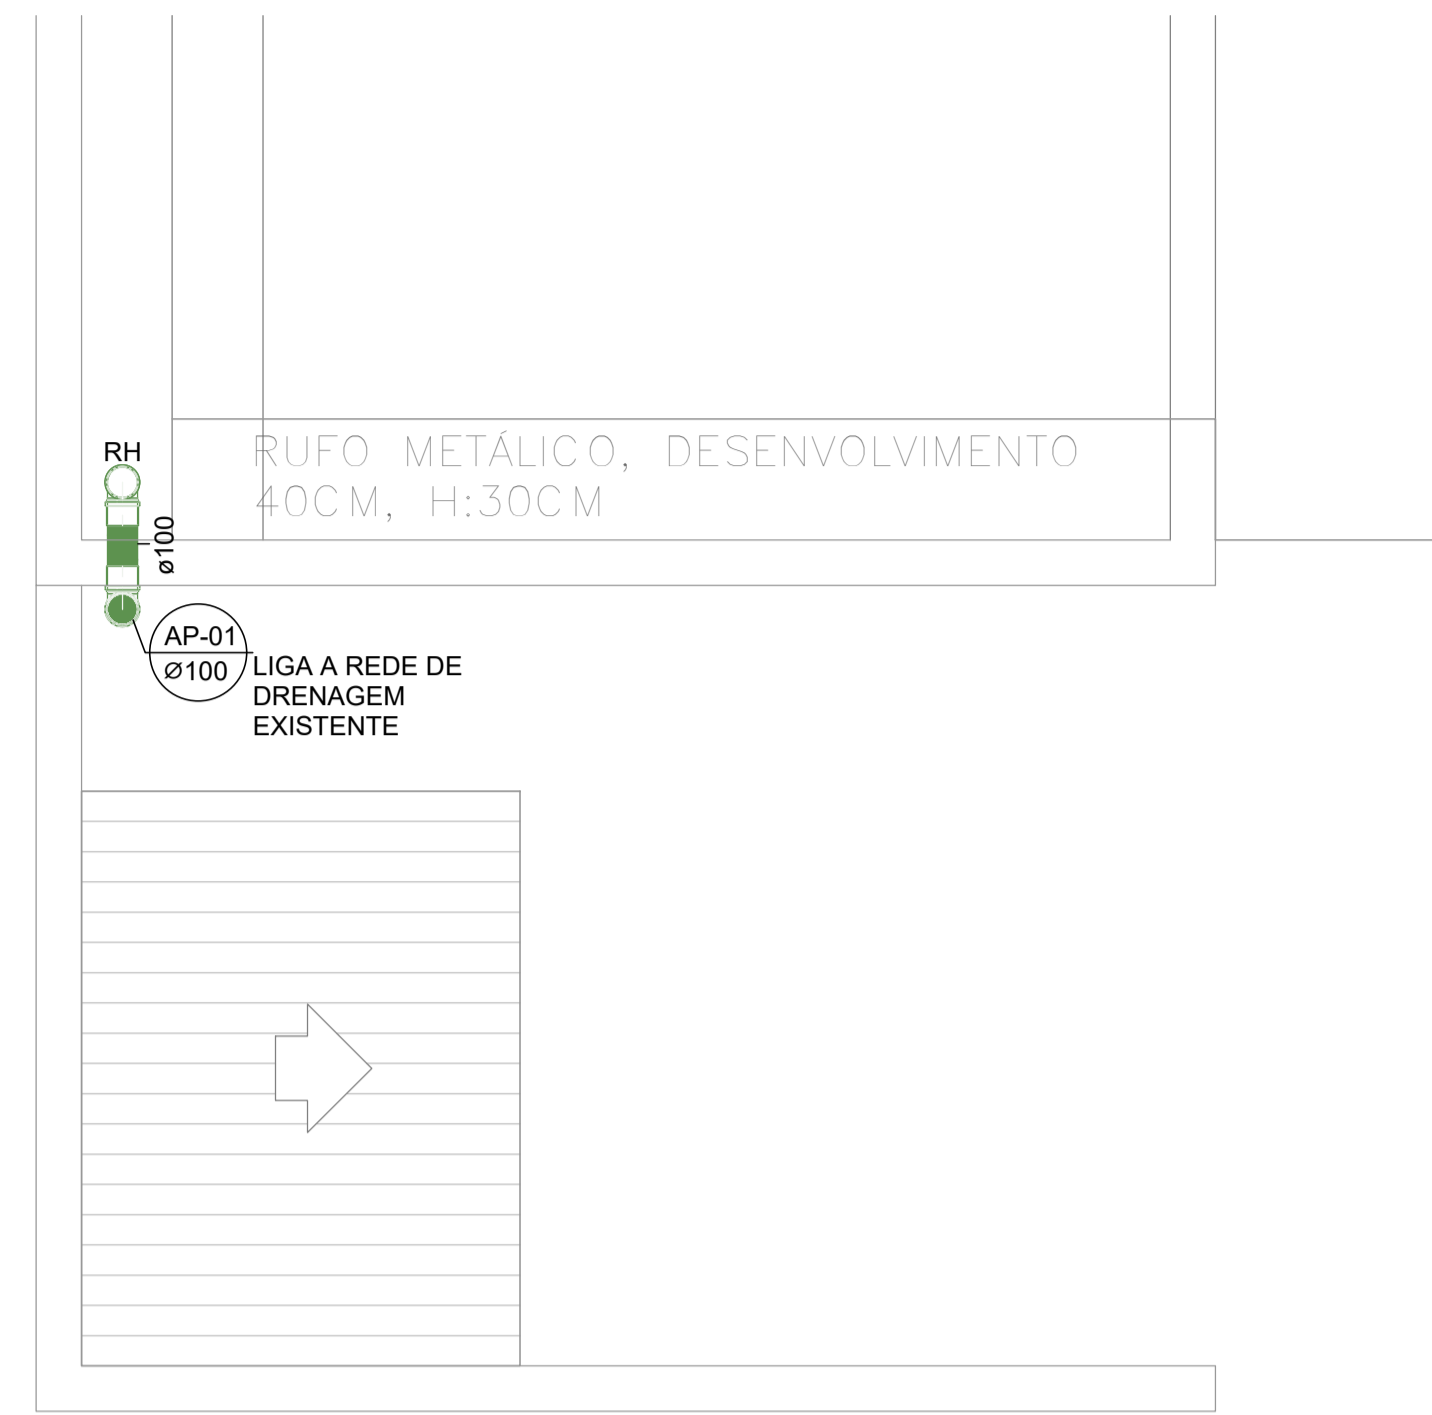 RUFO METÁLICO, DESENVOLVIMENTO
40CM, H:30CM
RH
ø100
AP-01
Ø100
LIGA A REDE DE
DRENAGEM
EXISTENTE